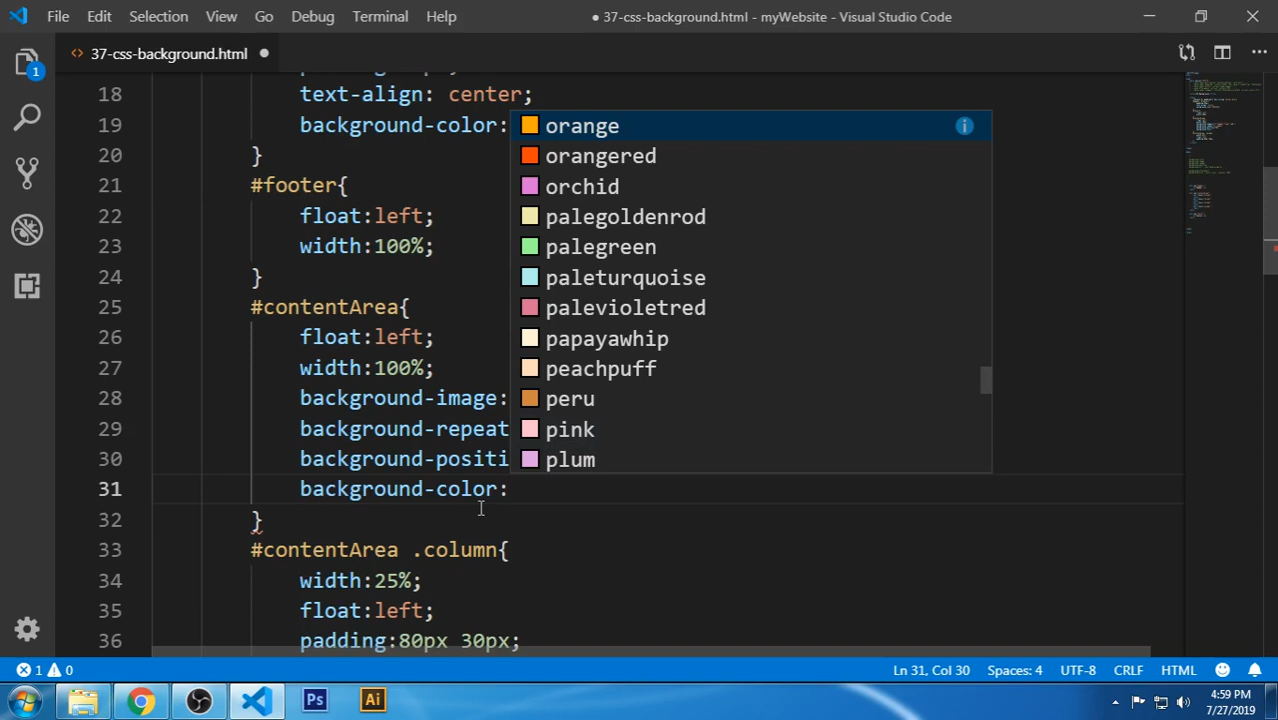 File Edit Selection View Go Debug Terminal Help
● 37-css-background.html - myWebsite - Visual Studio Code
<> 37-css-background.html ●
1
18 text-align: center;
19 background-color:
20 }
21 #footer{
22 float:left;
23 width:100%;
24 }
25 #contentArea{
26 float:left;
27 width:100%;
28 background-image:
29 background-repeat
30 background-positi
31 background-color:
32 }
33 #contentArea .column{
34 width:25%;
35 float:left;
36 padding:80px 30px;
orange
orangered
orchid
palegoldenrod
palegreen
paleturquoise
palevioletred
papayawhip
peachpuff
peru
pink
plum
1 0 Ln 31, Col 30 Spaces: 4 UTF-8 CRLF HTML
Ps Ai
4:59 PM
7/27/2019